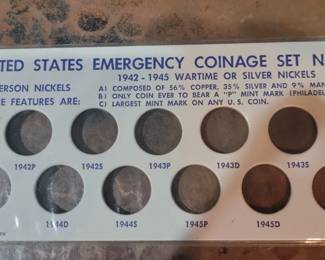 TED STATES EMERGENCY COINAGE SET N
1942 - 1945 WARTIME OR SILVER NICKELS
ERSON NICKELS A) COMPOSED OF 56% COPPER, 35% SILVER AND 9% MAN
E FEATURES ARE: B) ONLY COIN EVER TO BEAR A "P" MINT MARK (PHILADEL
C) LARGEST MINT MARK ON ANY U.S. COIN.
1942P 1942S 1943P 1943D 1943S
1944D 1944S 1945P 1945D